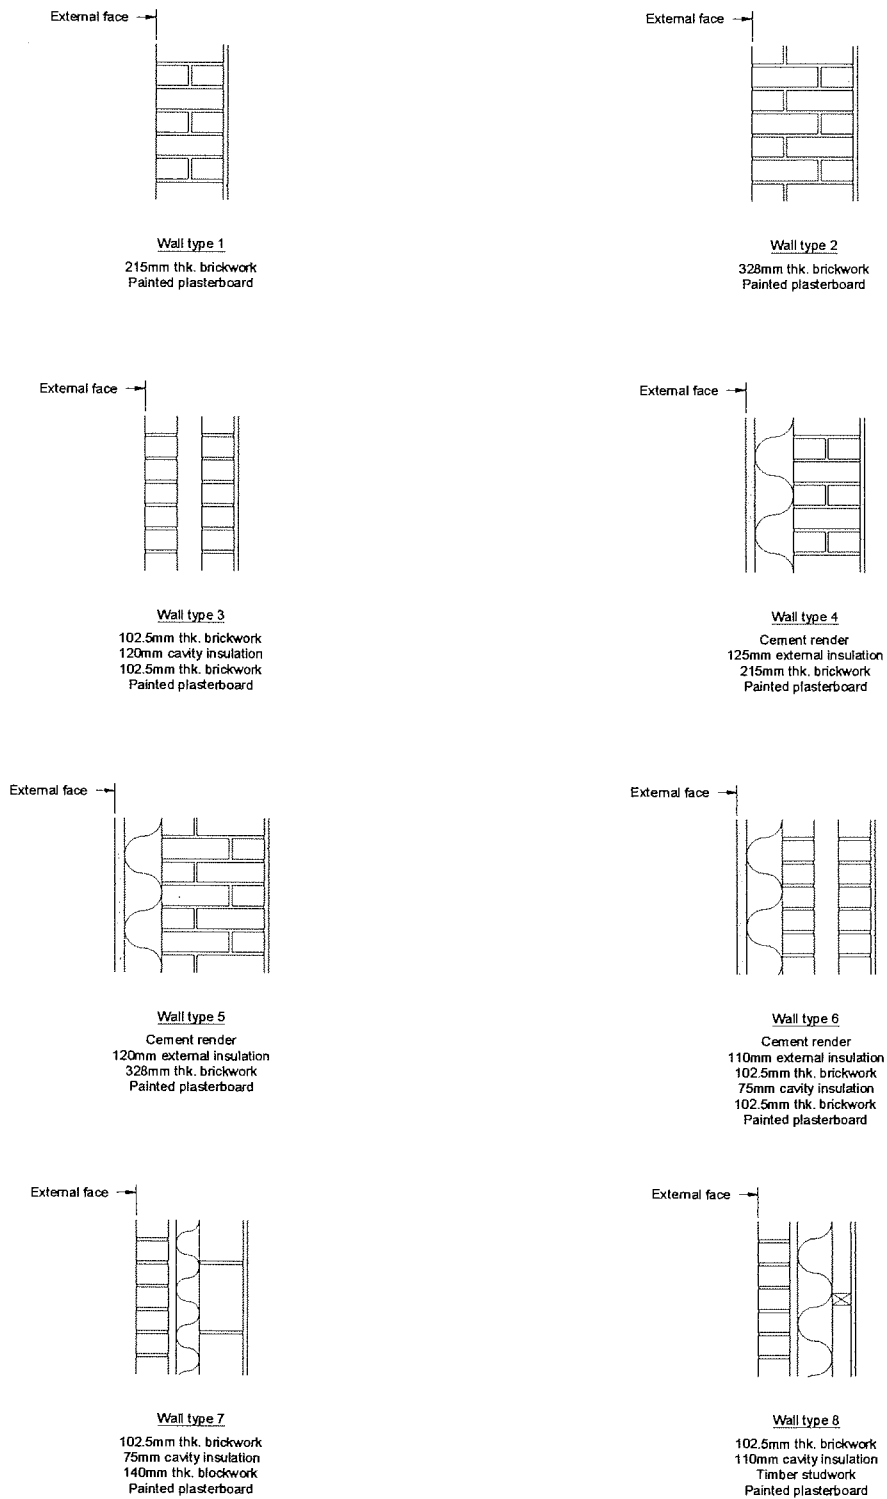 External face
External face
Wall type 1
215mm thk. brickwork
Painted plasterboard
Wall type 2
328mm thk. brickwork
Painted plasterboard
External face
External face
Wall type 3
102.5mm thk. brickwork
120mm cavity insulation
102.5mm thk. brickwork
Painted plasterboard
Wall type 4
Cement render
125mm external insulation
215mm thk. brickwork
Painted plasterboard
External face
External face
Wall type 5
Cement render
120mm external insulation
328mm thk. brickwork
Painted plasterboard
Wall type 6
Cement render
110mm external insulation
102.5mm thk. brickwork
75mm cavity insulation
102.5mm thk. brickwork
Painted plasterboard
External face
External face
Wall type 7
102.5mm thk. brickwork
75mm cavity insulation
140mm thk. blockwork
Painted plasterboard
Wall type 8
102.5mm thk. brickwork
110mm cavity insulation
Timber studwork
Painted plasterboard